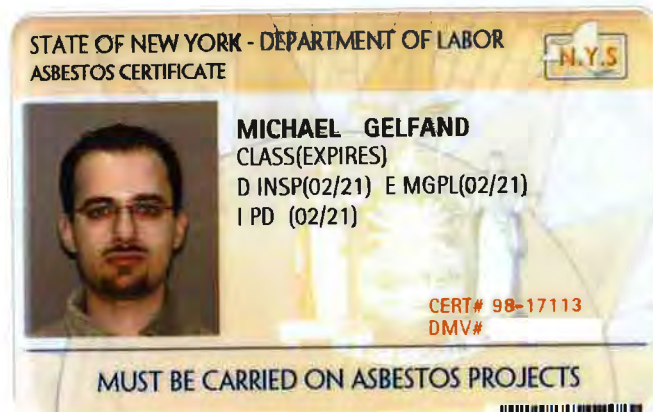 STATE OF NEW YORK - DEPARTMENT OF LABOR
ASBESTOS CERTIFICATE
N.Y.S
MICHAEL GELFAND
CLASS(EXPIRES)
D INSP(02/21) E MGPL(02/21)
I PD (02/21)
CERT# 98-17113
DMV#
MUST BE CARRIED ON ASBESTOS PROJECTS